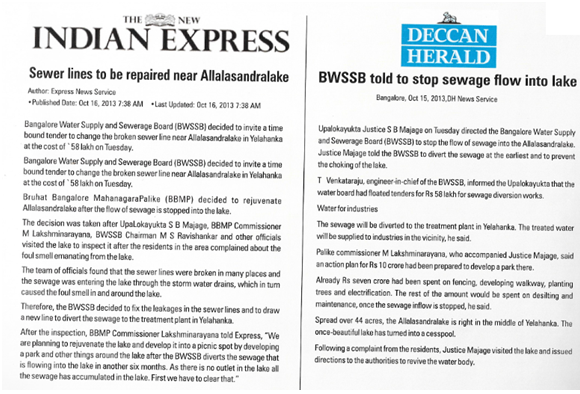 THE NEW
INDIAN EXPRESS
Sewer lines to be repaired near Allalasandralake
Author: Express News Service
•Published Date: Oct 16, 2013 7:38 AM •Last Updated: Oct 16, 2013 7:38 AM
Bangalore Water Supply and Sewerage Board (BWSSB) decided to invite a time
bound tender to change the broken sewer line near Allalasandralake in Yelahanka
at the cost of `58 lakh on Tuesday.
Bangalore Water Supply and Sewerage Board (BWSSB) decided to invite a time
bound tender to change the broken sewer line near Allalasandralake in Yelahanka
at the cost of `58 lakh on Tuesday.
Bruhat Bangalore MahanagaraPalike (BBMP) decided to rejuvenate
Allalasandralake after the flow of sewage is stopped into the lake.
The decision was taken after UpaLokayukta S B Majage, BBMP Commissioner
M Lakshminarayana, BWSSB Chairman M S Ravishankar and other officials
visited the lake to inspect it after the residents in the area complained about the
foul smell emanating from the lake.
The team of officials found that the sewer lines were broken in many places and
the sewage was entering the lake through the storm water drains, which in turn
caused the foul smell in and around the lake.
Therefore, the BWSSB decided to fix the leakages in the sewer lines and to draw
a new line to divert the sewage to the treatment plant in Yelahanka.
After the inspection, BBMP Commissioner Lakshminarayana told Express, "We
are planning to rejuvenate the lake and develop it into a picnic spot by developing
a park and other things around the lake after the BWSSB diverts the sewage that
is flowing into the lake in another six months. As there is no outlet in the lake all
the sewage has accumulated in the lake. First we have to clear that."
DECCAN
HERALD
BWSSB told to stop sewage flow into lake
Bangalore, Oct 15, 2013,DH News Service
Upalokayukta Justice S B Majage on Tuesday directed the Bangalore Water Supply
and Sewerage Board (BWSSB) to stop the flow of sewage into the Allalasandralake.
Justice Majage told the BWSSB to divert the sewage at the earliest and to prevent
the choking of the lake.
T Venkataraju, engineer-in-chief of the BWSSB, informed the Upalokayukta that the
water board had floated tenders for Rs 58 lakh for sewage diversion works.
Water for industries
The sewage will be diverted to the treatment plant in Yelahanka. The treated water
will be supplied to industries in the vicinity, he said.
Palike commissioner M Lakshminarayana, who accompanied Justice Majage, said
an action plan for Rs 10 crore had been prepared to develop a park there.
Already Rs seven crore had been spent on fencing, developing walkway, planting
trees and electrification. The rest of the amount would be spent on desilting and
maintenance, once the sewage inflow is stopped, he said.
Spread over 44 acres, the Allalasandralake is right in the middle of Yelahanka. The
once-beautiful lake has turned into a cesspool.
Following a complaint from the residents, Justice Majage visited the lake and issued
directions to the authorities to revive the water body.